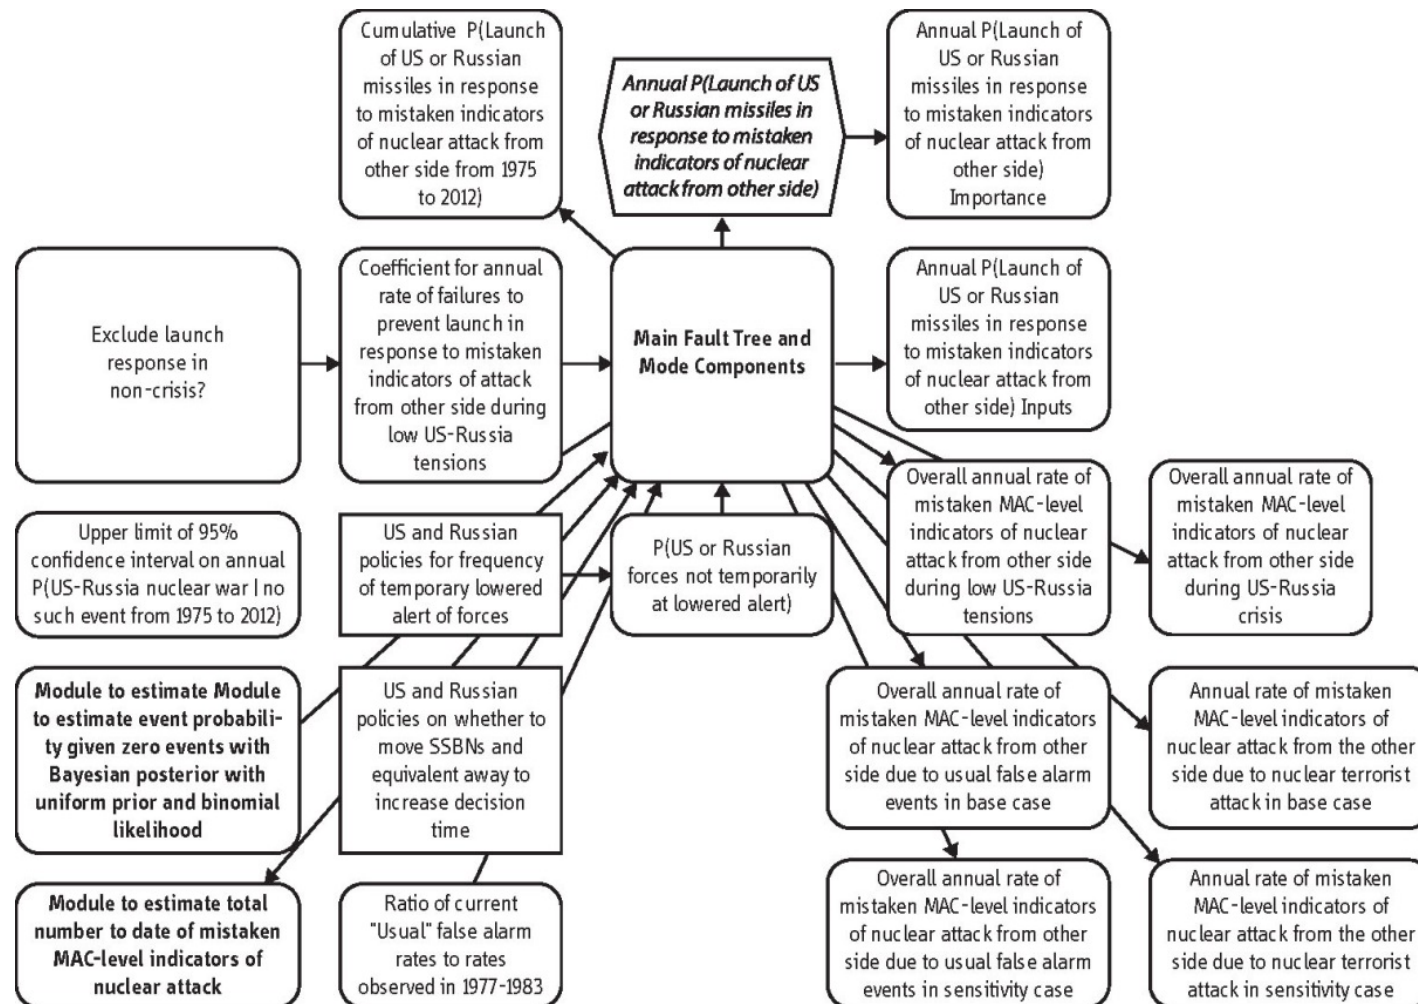 Cumulative P(Launch
of US or Russian
missiles in response
to mistaken indicators
of nuclear attack from
other side from 1975
to 2012)
Annual P(Launch of US
or Russian missiles in
response to mistaken
indicators of nuclear
attack from other side)
Annual P(Launch of
US or Russian
missiles in response
to mistaken indicators
of nuclear attack from
other side)
Importance
Exclude launch
response in
non-crisis?
Coefficient for annual
rate of failures to
prevent launch in
response to mistaken
indicators of attack
from other side during
low US-Russia
tensions
Main Fault Tree and
Mode Components
Annual P(Launch of
US or Russian
missiles in response
to mistaken indicators
of nuclear attack from
other side) Inputs
Upper limit of 95%
confidence interval on annual
P(US-Russia nuclear war | no
such event from 1975 to 2012)
US and Russian
policies for frequency
of temporary lowered
alert of forces
P(US or Russian
forces not temporarily
at lowered alert)
Overall annual rate of
mistaken MAC-level
indicators of nuclear
attack from other side
during low US-Russia
tensions
Overall annual rate of
mistaken MAC-level
indicators of nuclear
attack from other side
during US-Russia
crisis
Module to estimate Module
to estimate event probabili-
ty given zero events with
Bayesian posterior with
uniform prior and binomial
likelihood
US and Russian
policies on whether to
move SSBNs and
equivalent away to
increase decision
time
Overall annual rate of
mistaken MAC-level indicators
of nuclear attack from other
side due to usual false alarm
events in base case
Annual rate of mistaken
MAC-level indicators of
nuclear attack from the other
side due to nuclear terrorist
attack in base case
Module to estimate total
number to date of mistaken
MAC-level indicators of
nuclear attack
Ratio of current
"Usual" false alarm
rates to rates
observed in 1977-1983
Overall annual rate of
mistaken MAC-level indicators
of nuclear attack from other
side due to usual false alarm
events in sensitivity case
Annual rate of mistaken
MAC-level indicators of
nuclear attack from the other
side due to nuclear terrorist
attack in sensitivity case